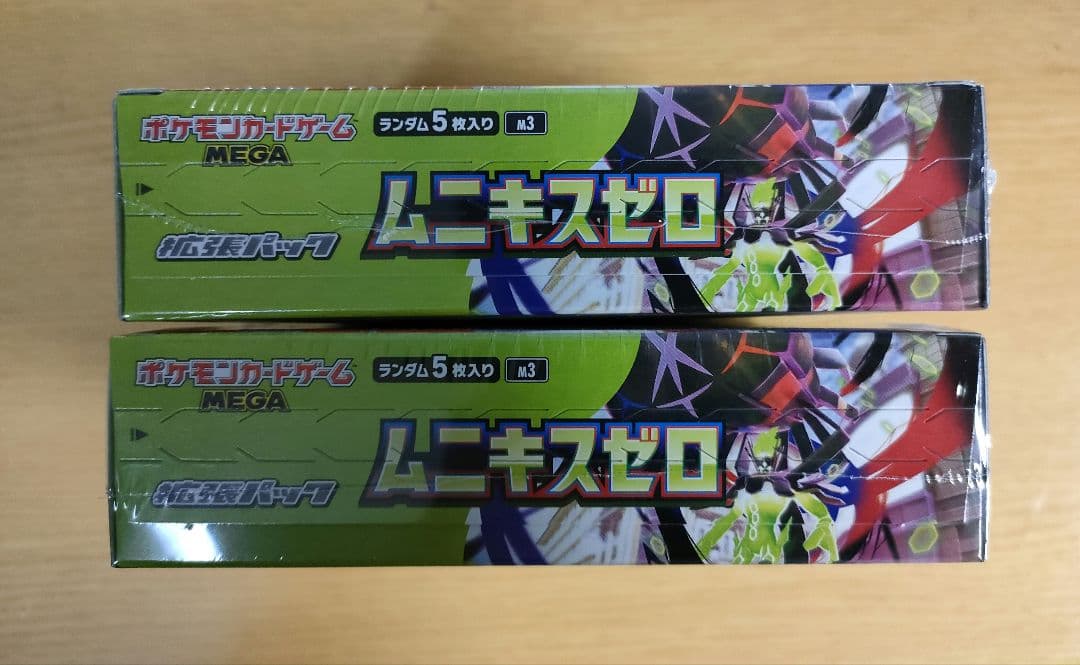 ポケモンカードゲーム
MEGA
ランダム5枚入り M3
拡張パック
ムニキスゼロ
ポケモンカードゲーム
MEGA
ランダム5枚入り M3
拡張パック
ムニキスゼロ